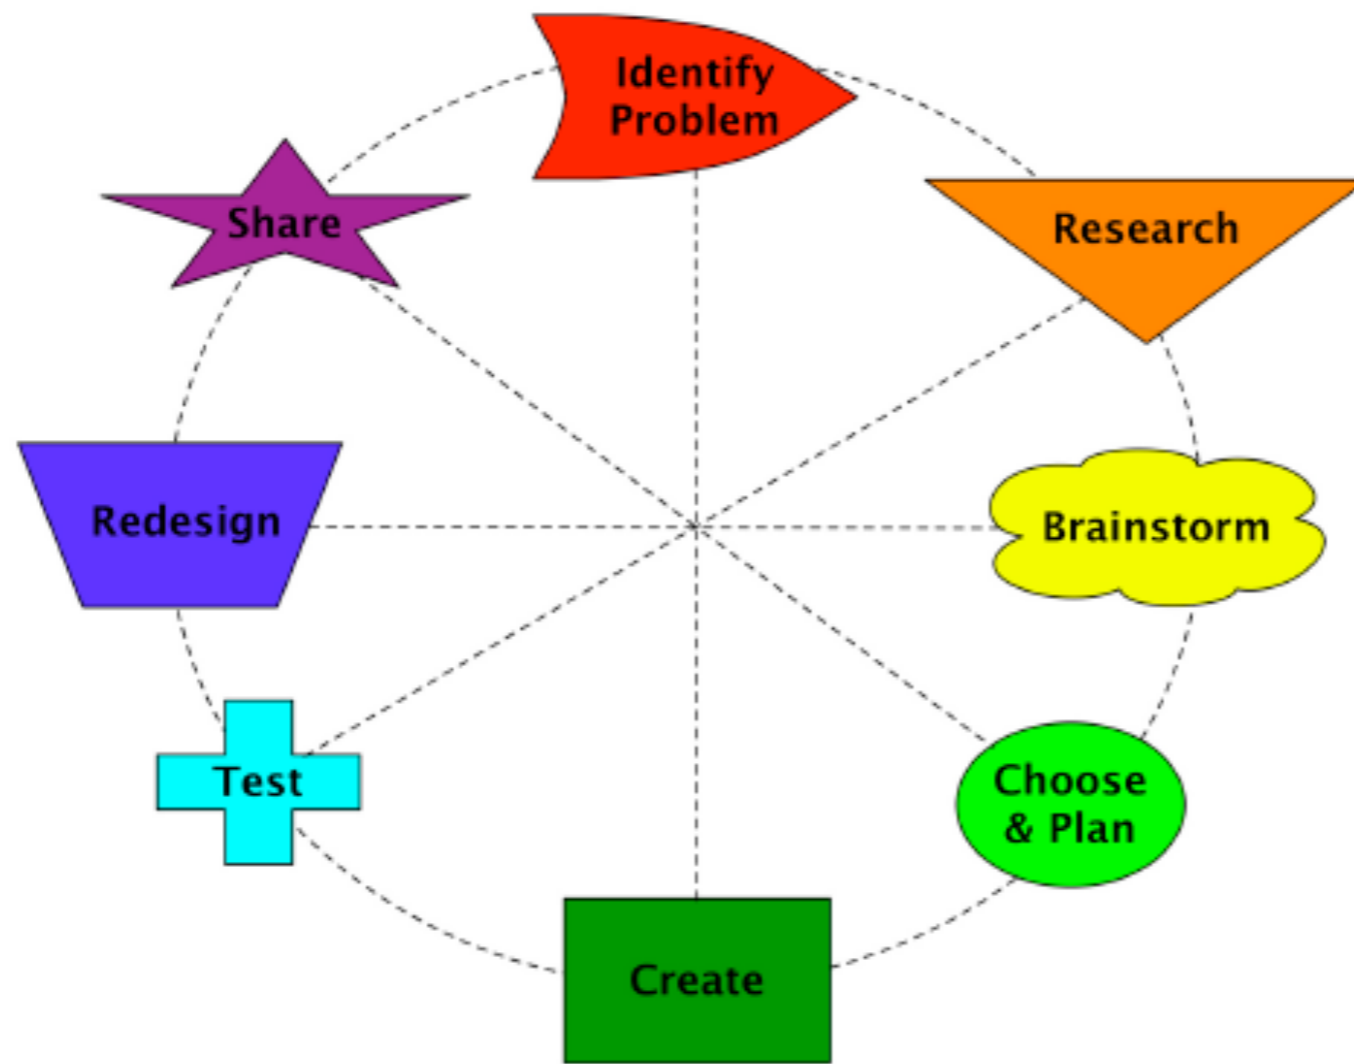 Identify
Problem
Research
Brainstorm
Choose
& Plan
Create
Test
Redesign
Share